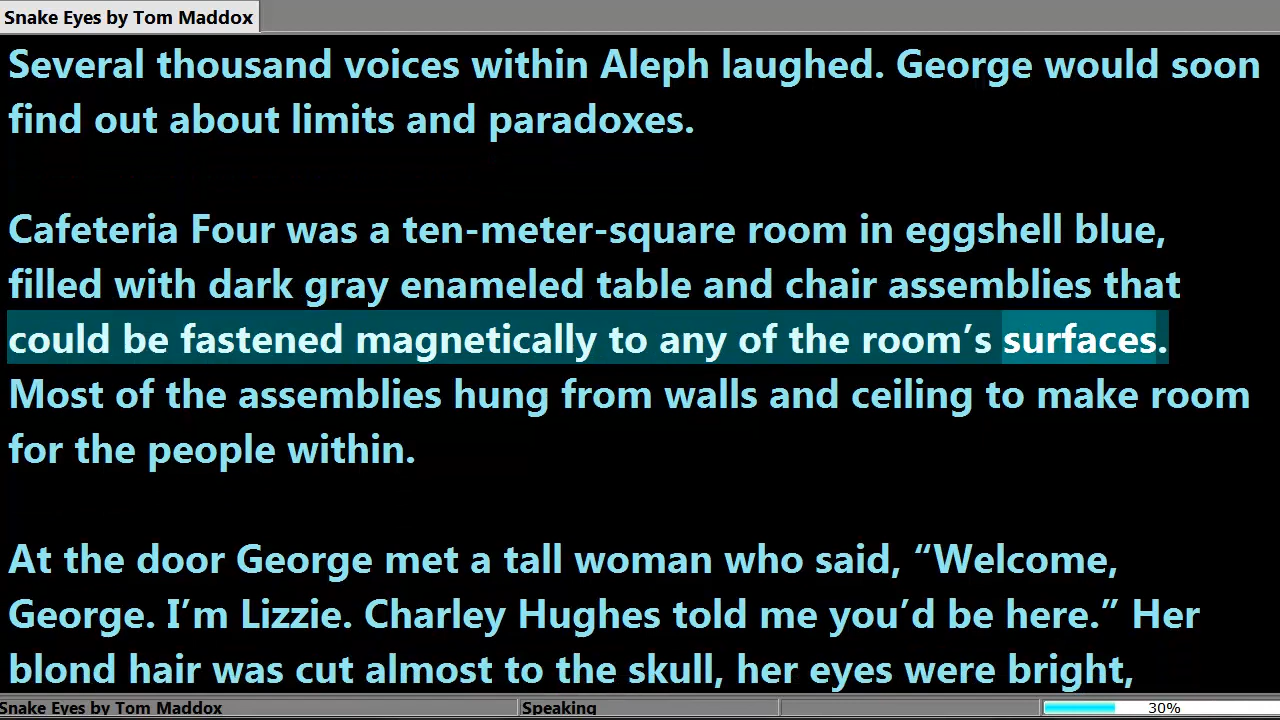 Snake Eyes by Tom Maddox
Several thousand voices within Aleph laughed. George would soon
find out about limits and paradoxes.
Cafeteria Four was a ten-meter-square room in eggshell blue,
filled with dark gray enameled table and chair assemblies that
could be fastened magnetically to any of the room’s surfaces.
Most of the assemblies hung from walls and ceiling to make room
for the people within.
At the door George met a tall woman who said, “Welcome,
George. I’m Lizzie. Charley Hughes told me you’d be here.” Her
blond hair was cut almost to the skull, her eyes were bright,
Snake Eyes by Tom Maddox Speaking 30%